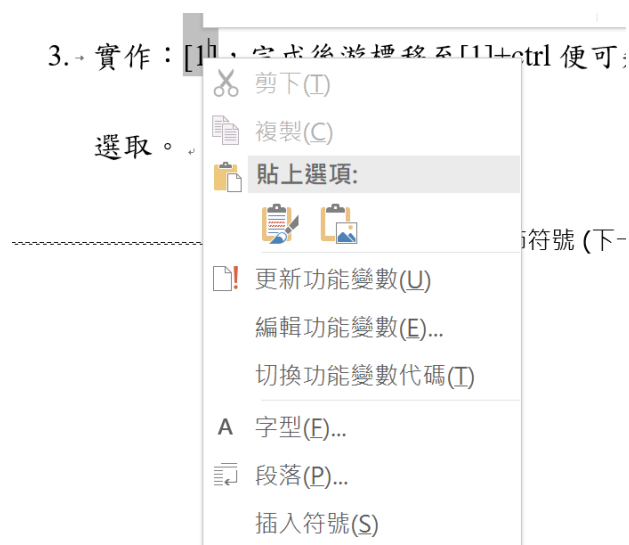 3.→實作：[1]，完成後游標移至[1]+ctrl 便可
剪下(T)
複製(C)
選取。
貼上選項:
符號 (下一
更新功能變數(U)
編輯功能變數(E)...
切換功能變數代碼(T)
A 字型(F)...
段落(P)...
插入符號(S)